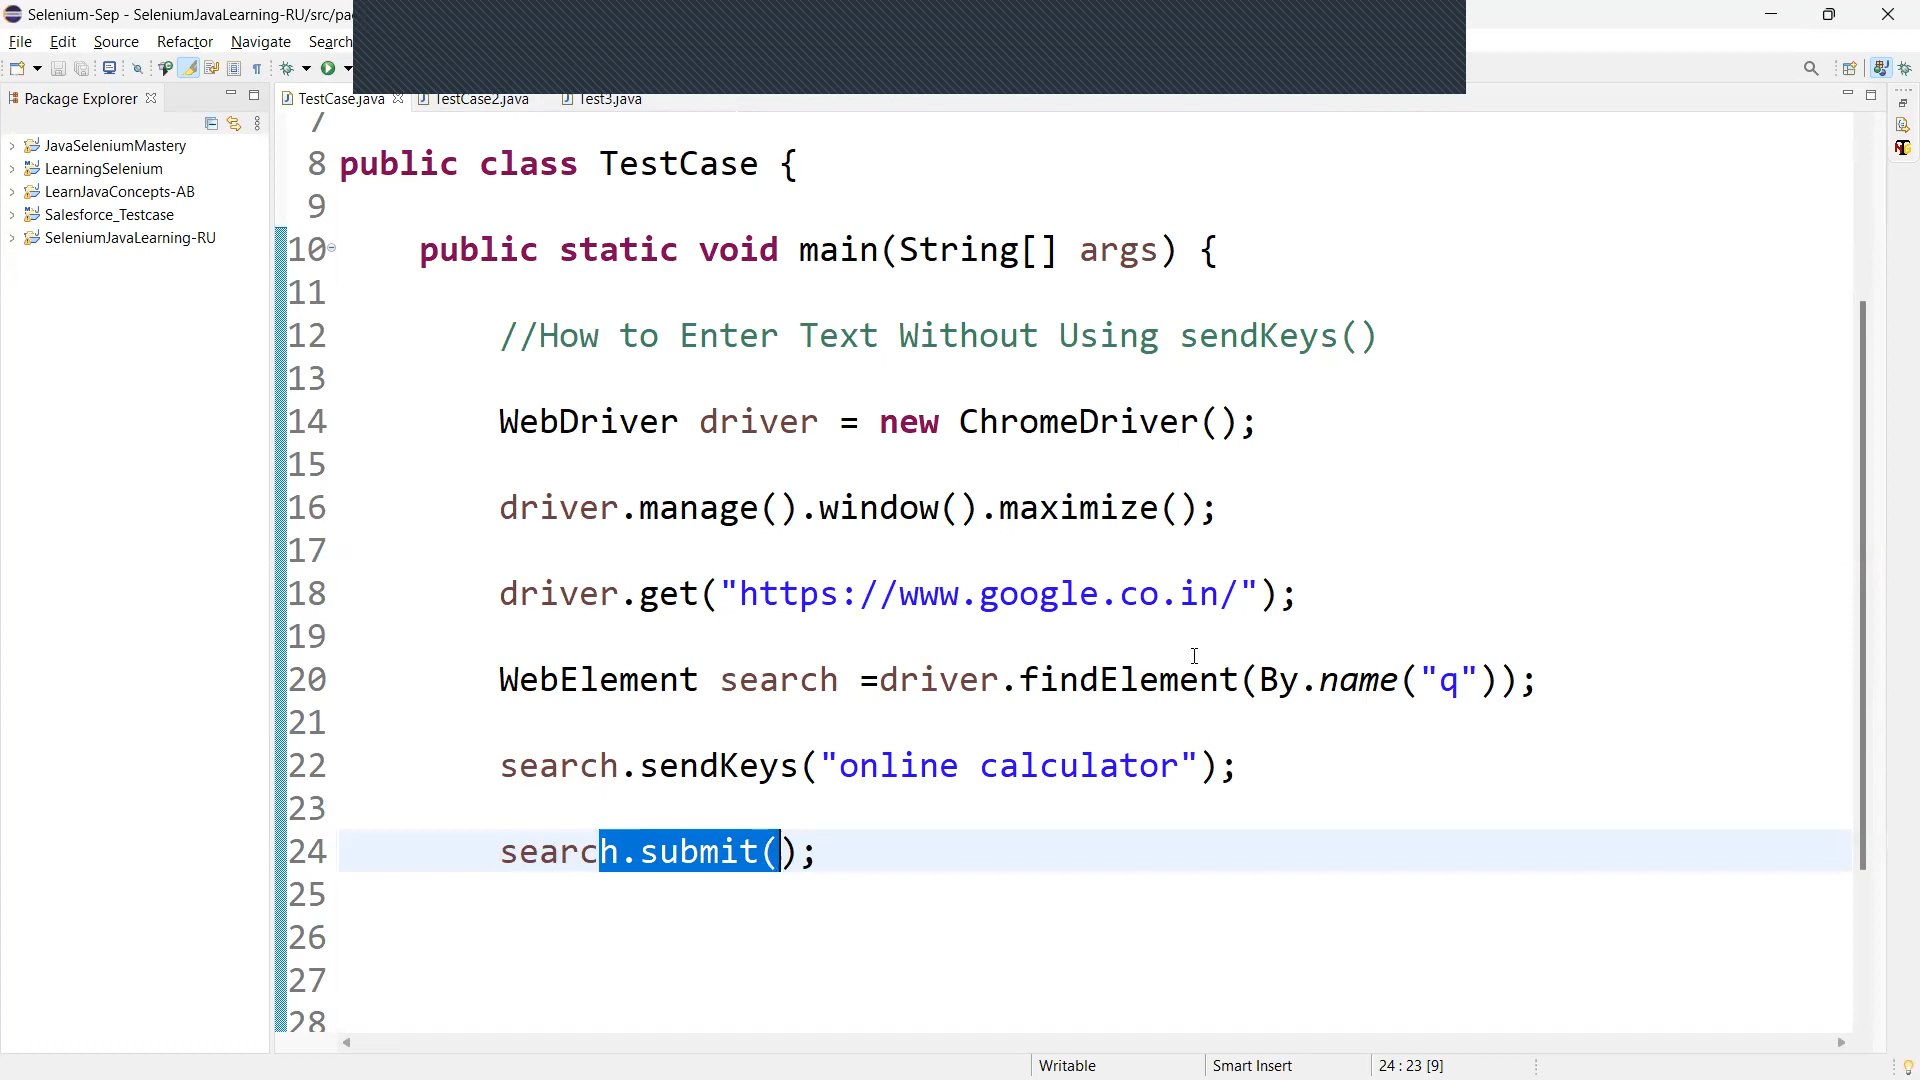 Selenium-Sep - SeleniumJavaLearning-RU/src/pa
File Edit Source Refactor Navigate Search
Package Explorer
TestCase.java TestCase2.java Test3.java
JavaSeleniumMastery
LearningSelenium
LearnJavaConcepts-AB
Salesforce_Testcase
SeleniumJavaLearning-RU
7
8 public class TestCase {
9
10 public static void main(String[] args) {
11
12 //How to Enter Text Without Using sendKeys()
13
14 WebDriver driver = new ChromeDriver();
15
16 driver.manage().window().maximize();
17
18 driver.get("https://www.google.co.in/");
19
20 WebElement search =driver.findElement(By.name("q"));
21
22 search.sendKeys("online calculator");
23
24 search.submit();
25
26
27
28
Writable Smart Insert 24 : 23 [9]